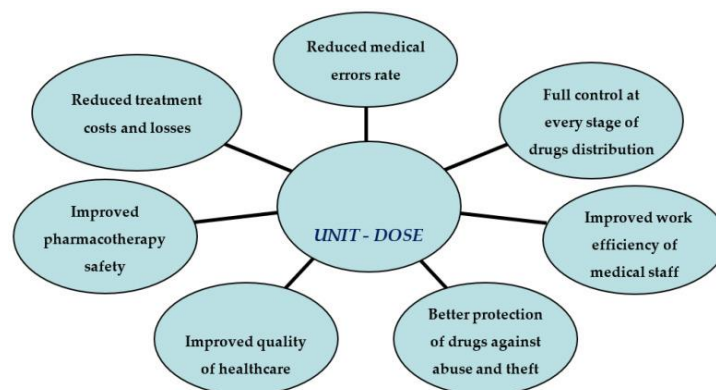 Reduced medical
errors rate
Reduced treatment
costs and losses
Full control at
every stage of
drugs distribution
Improved
pharmacotherapy
safety
UNIT - DOSE
Improved work
efficiency of
medical staff
Improved quality
of healthcare
Better protection
of drugs against
abuse and theft